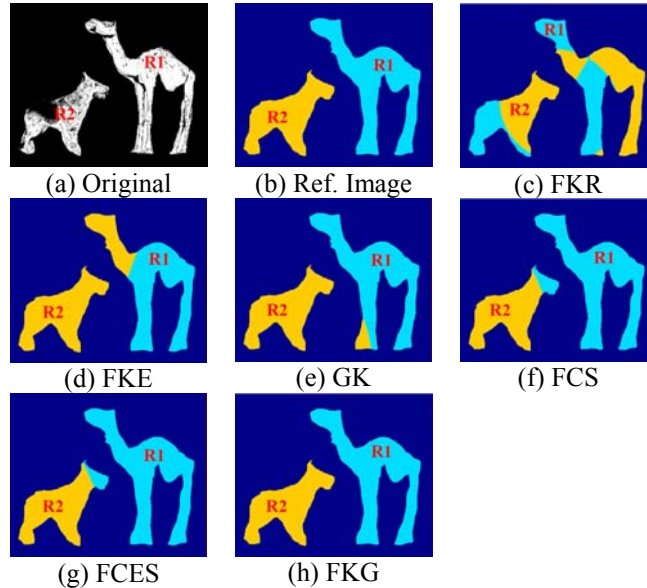 R1
R2
(a) Original
R1
R2
(b) Ref. Image
R1
R2
(c) FKR
R1
R2
(d) FKE
R1
R2
(e) GK
R1
R2
(f) FCS
R1
R2
(g) FCES
R1
R2
(h) FKG